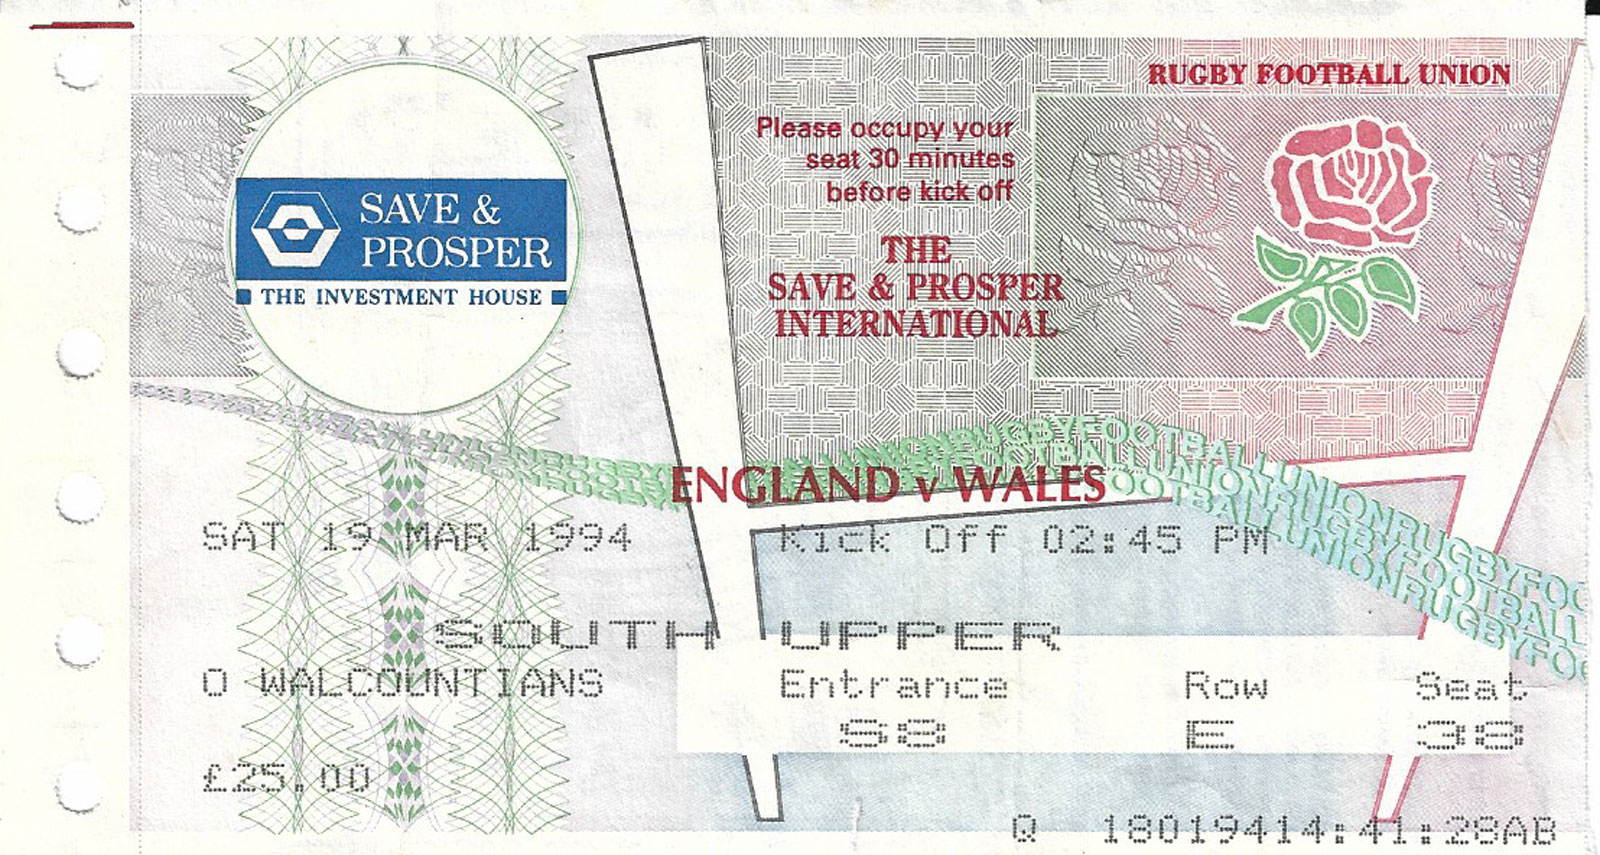 SAVE &
PROSPER
THE INVESTMENT HOUSE
RUGBY FOOTBALL UNION
Please occupy your
seat 30 minutes
before kick off
THE
SAVE & PROSPER
INTERNATIONAL
UNIONRUGBYFOOTBALLUNIONRUGBYFOO
ENGLAND v WALES
SAT 19 MAR 1994 Kick Off 02:45 PM
SOUTH UPPER
O WALCOUNTIANS Entrance Row Seat
S8 E 38
£25.00
Q 18019414:41:28AB